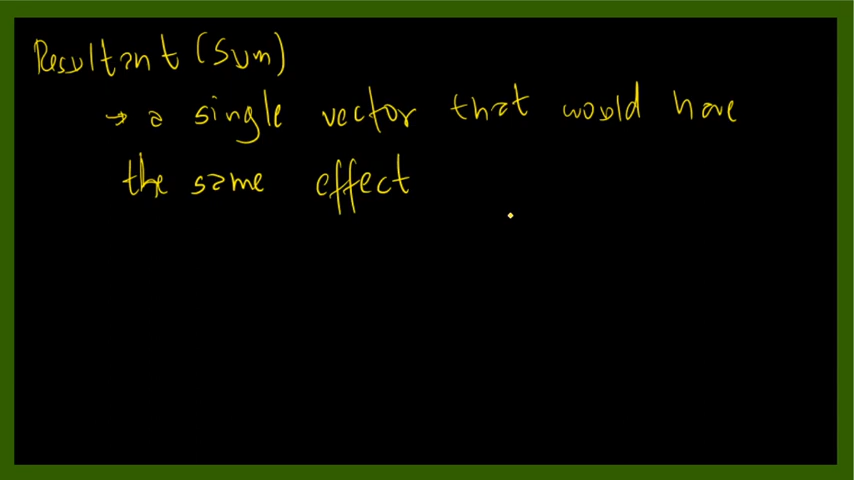 Resultant (Sum)
→ a single vector that would have
the same effect